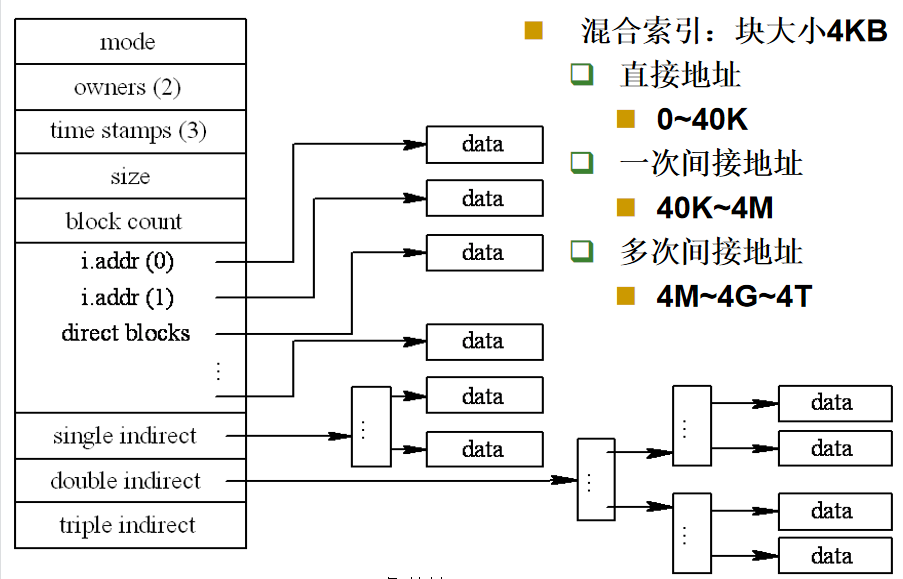 mode
owners (2)
time stamps (3)
size
block count
i.addr (0)
i.addr (1)
direct blocks
⋮
single indirect
double indirect
triple indirect
data
data
data
data
data
data
⋮
⋮
⋮
data
data
⋮
data
data
混合索引：块大小4KB
直接地址
0~40K
一次间接地址
40K~4M
多次间接地址
4M~4G~4T